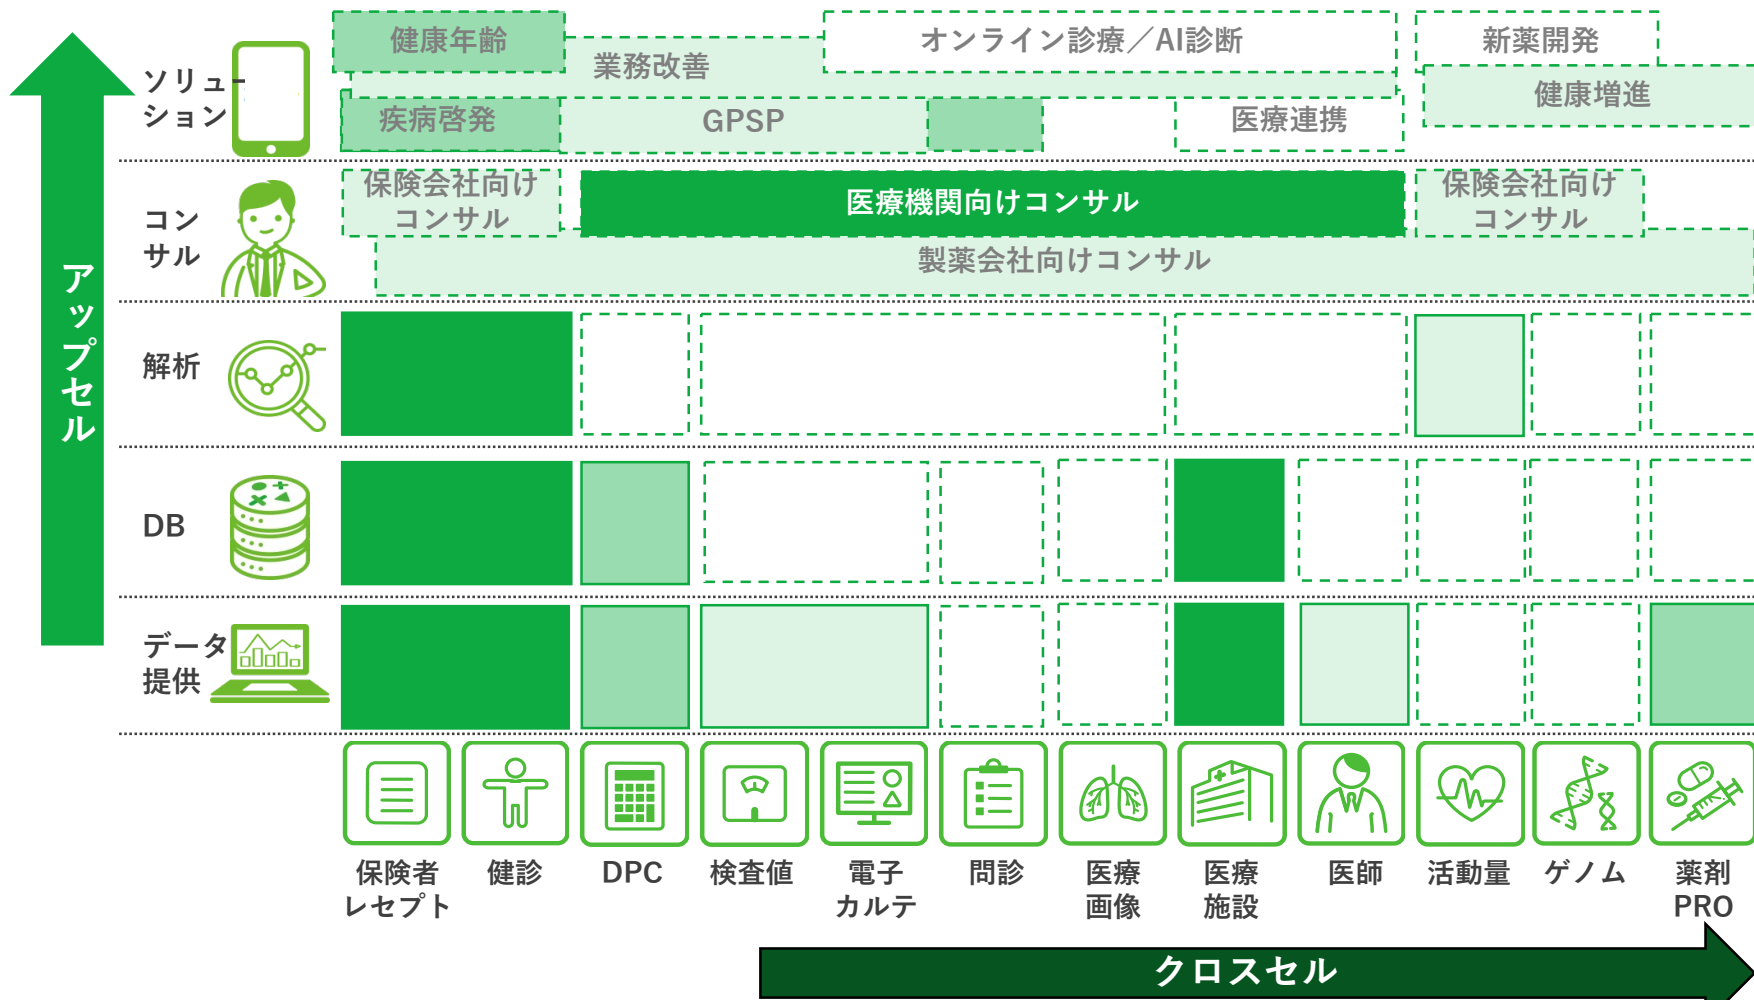 アップセル
ソリュー
ション
健康年齢
業務改善
オンライン診療／AI診断
新薬開発
健康増進
疾病啓発
GPSP
医療連携
コン
サル
保険会社向け
コンサル
医療機関向けコンサル
保険会社向け
コンサル
製薬会社向けコンサル
解析
DB
データ
提供
保険者
レセプト
健診
DPC
検査値
電子
カルテ
問診
医療
画像
医療
施設
医師
活動量
ゲノム
薬剤
PRO
クロスセル